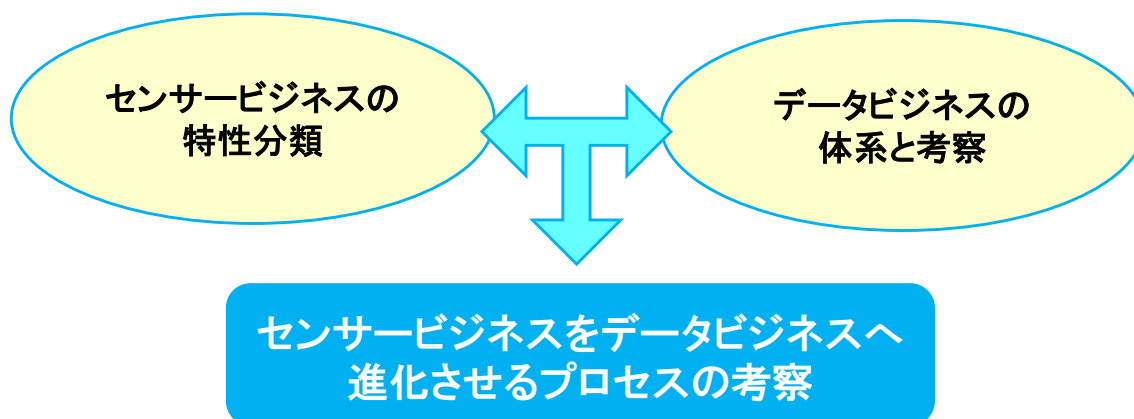 センサービジネスの
特性分類
データビジネスの
体系と考察
センサービジネスをデータビジネスへ
進化させるプロセスの考察